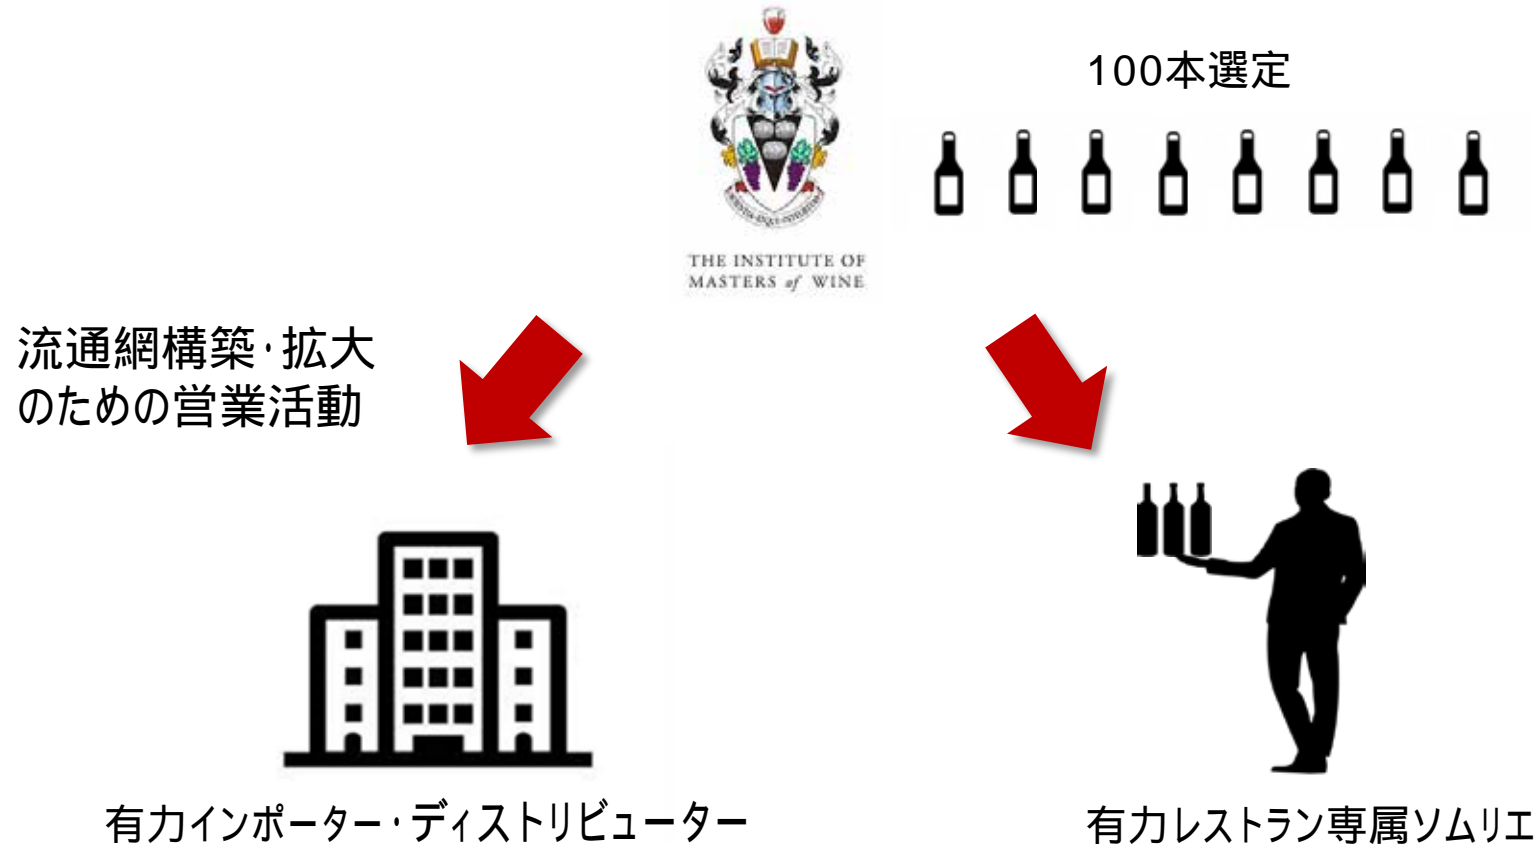 100本選定
THE INSTITUTE OF
MASTERS of WINE
流通網構築・拡大
のための営業活動
有力インポーター・ディストリビューター
有力レストラン専属ソムリエ